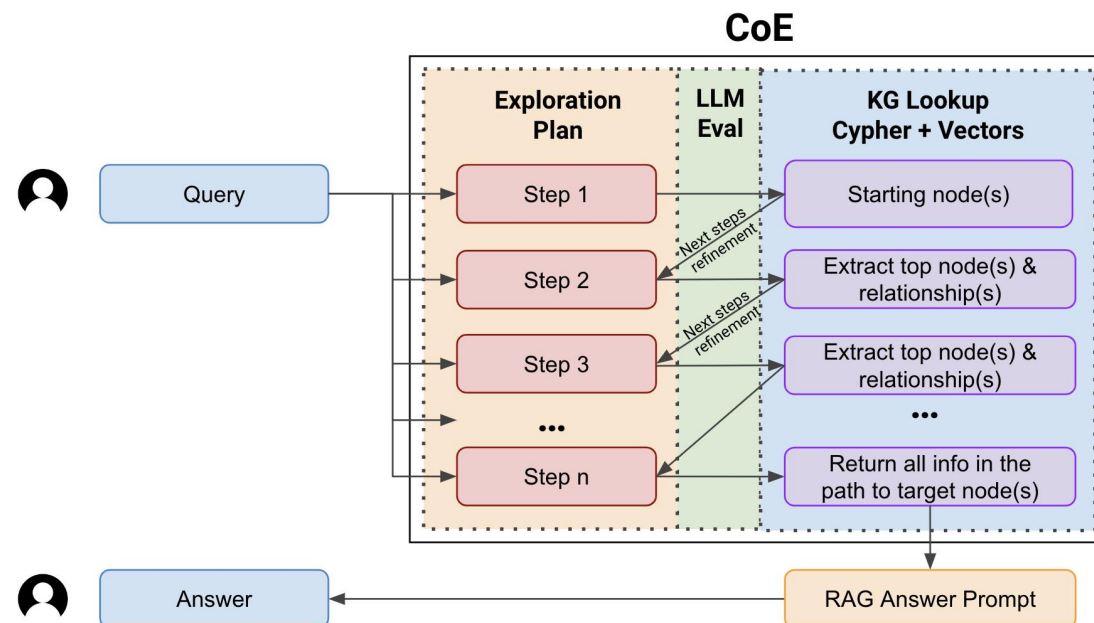 CoE
Exploration
Plan
LLM
Eval
KG Lookup
Cypher + Vectors
Query
Step 1
Starting node(s)
Next steps
refinement
Step 2
Extract top node(s) &
relationship(s)
Next steps
refinement
Step 3
Extract top node(s) &
relationship(s)
...
...
Step n
Return all info in the
path to target node(s)
Answer
RAG Answer Prompt